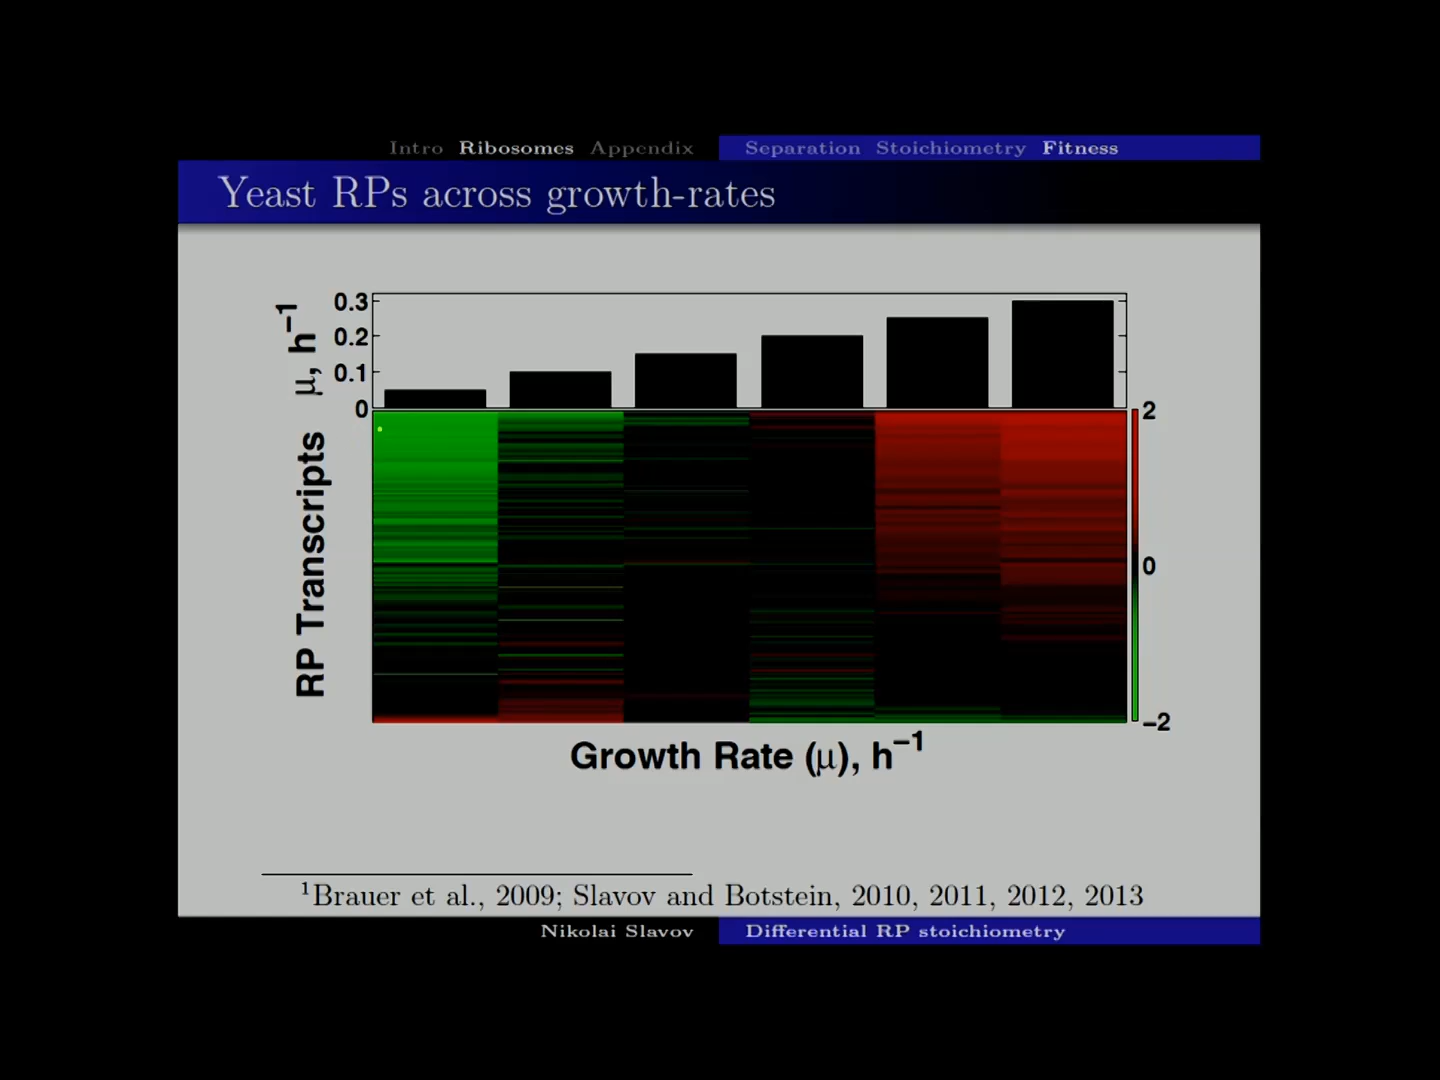 Intro Ribosomes Appendix Separation Stoichiometry Fitness
Yeast RPs across growth-rates
μ, h⁻¹
0.3
0.2
0.1
0
RP Transcripts
2
0
−2
Growth Rate (μ), h⁻¹
¹Brauer et al., 2009; Slavov and Botstein, 2010, 2011, 2012, 2013
Nikolai Slavov Differential RP stoichiometry